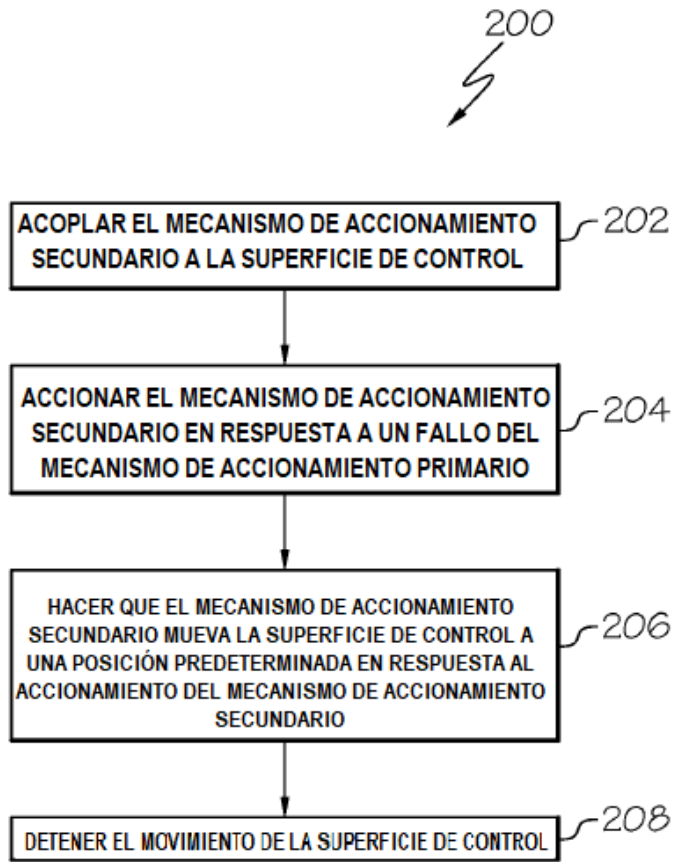 200
ACOPLAR EL MECANISMO DE ACCIONAMIENTO
SECUNDARIO A LA SUPERFICIE DE CONTROL
202
ACCIONAR EL MECANISMO DE ACCIONAMIENTO
SECUNDARIO EN RESPUESTA A UN FALLO DEL
MECANISMO DE ACCIONAMIENTO PRIMARIO
204
HACER QUE EL MECANISMO DE ACCIONAMIENTO
SECUNDARIO MUEVA LA SUPERFICIE DE CONTROL A
UNA POSICIÓN PREDETERMINADA EN RESPUESTA AL
ACCIONAMIENTO DEL MECANISMO DE ACCIONAMIENTO
SECUNDARIO
206
DETENER EL MOVIMIENTO DE LA SUPERFICIE DE CONTROL
208